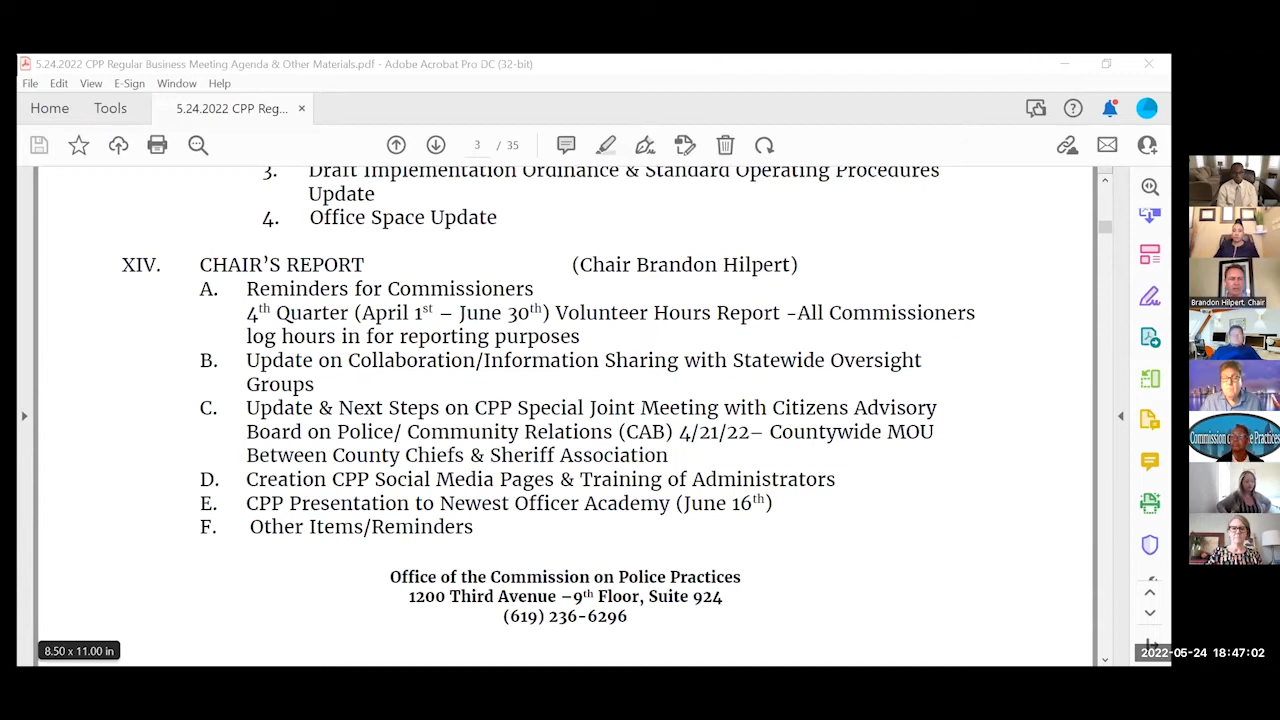 5.24.2022 CPP Regular Business Meeting Agenda & Other Materials.pdf - Adobe Acrobat Pro DC (32-bit)
File Edit View E-Sign Window Help
Home Tools 5.24.2022 CPP Reg... ×
3 / 35
3. Draft Implementation Ordinance & Standard Operating Procedures
Update
4. Office Space Update
XIV. CHAIR'S REPORT (Chair Brandon Hilpert)
A. Reminders for Commissioners
4th Quarter (April 1st – June 30th) Volunteer Hours Report -All Commissioners
log hours in for reporting purposes
B. Update on Collaboration/Information Sharing with Statewide Oversight
Groups
C. Update & Next Steps on CPP Special Joint Meeting with Citizens Advisory
Board on Police/ Community Relations (CAB) 4/21/22– Countywide MOU
Between County Chiefs & Sheriff Association
D. Creation CPP Social Media Pages & Training of Administrators
E. CPP Presentation to Newest Officer Academy (June 16th)
F. Other Items/Reminders
Office of the Commission on Police Practices
1200 Third Avenue –9th Floor, Suite 924
(619) 236-6296
8.50 x 11.00 in
Brandon Hilpert, Chair
2022-05-24 18:47:02